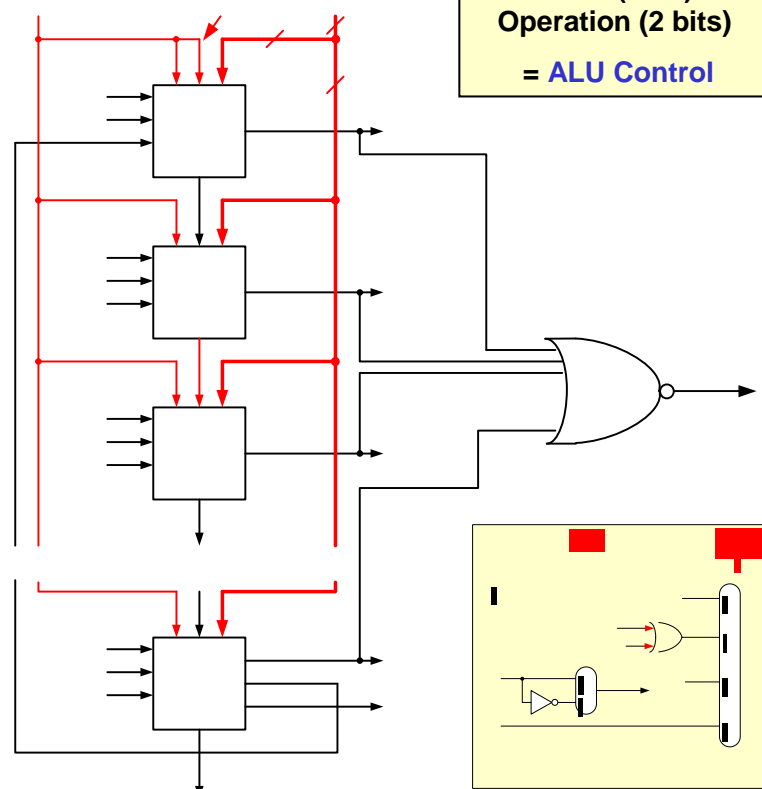 Operation (2 bits)
= ALU Control